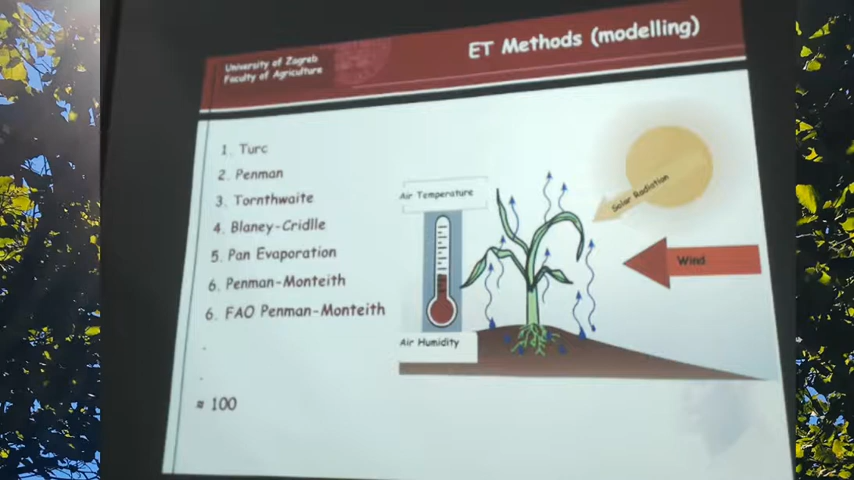 University of Zagreb
Faculty of Agriculture
ET Methods (modelling)
1. Turc
2. Penman
3. Tornthwaite
4. Blaney-Cridlle
5. Pan Evaporation
6. Penman-Monteith
6. FAO Penman-Monteith
.
.
≈ 100
Air Temperature
Solar Radiation
Wind
Air Humidity